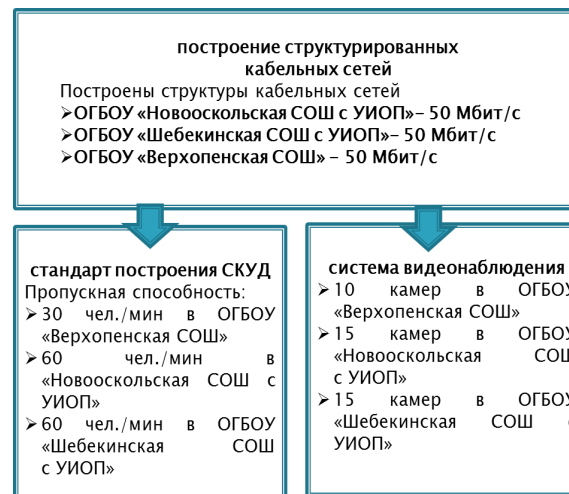 построение структурированных
кабельных сетей
Построены структуры кабельных сетей
➢ОГБОУ «Новооскольская СОШ с УИОП»– 50 Мбит/с
➢ОГБОУ «Шебекинская СОШ с УИОП»– 50 Мбит/с
➢ОГБОУ «Верхопенская СОШ» – 50 Мбит/с
стандарт построения СКУД
Пропускная способность:
➢30 чел./мин в ОГБОУ
«Верхопенская СОШ»
➢60 чел./мин в
«Новооскольская СОШ с
УИОП»
➢60 чел./мин в ОГБОУ
«Шебекинская СОШ
с УИОП»
система видеонаблюдения
➢10 камер в ОГБОУ
«Верхопенская СОШ»
➢15 камер в ОГБОУ
«Новооскольская СОШ
с УИОП»
➢15 камер в ОГБОУ
«Шебекинская СОШ с
УИОП»